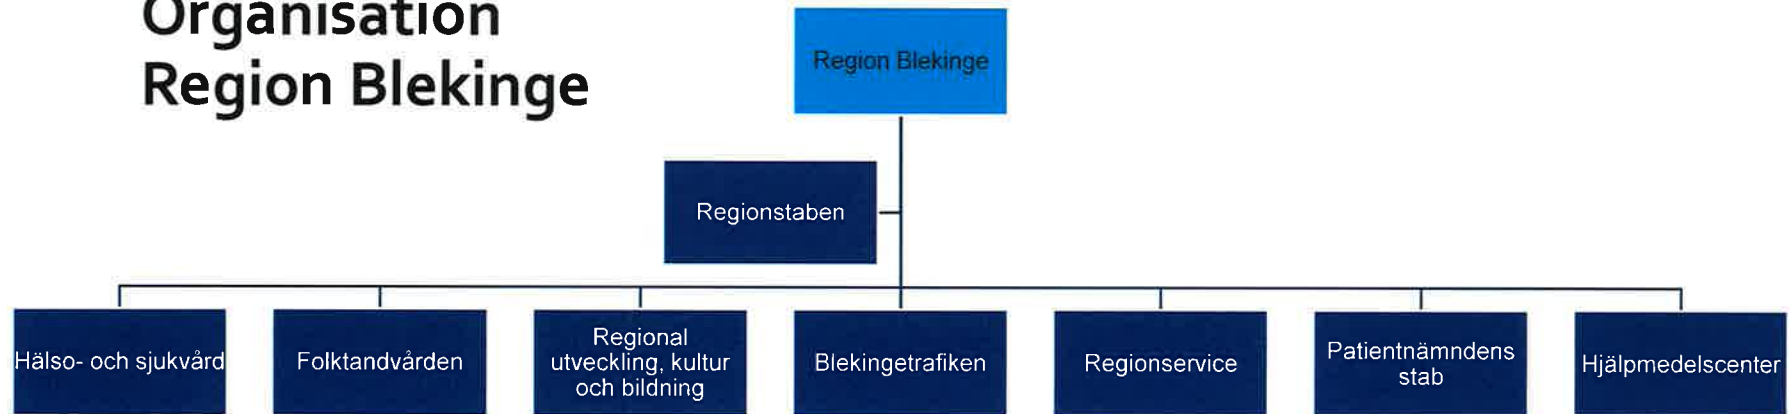 Organisation
Region Blekinge
Region Blekinge
Regionstaben
Hälso- och sjukvård
Folktandvården
Regional
utveckling, kultur
och bildning
Blekingetrafiken
Regionservice
Patientnämndens
stab
Hjälpmedelscenter